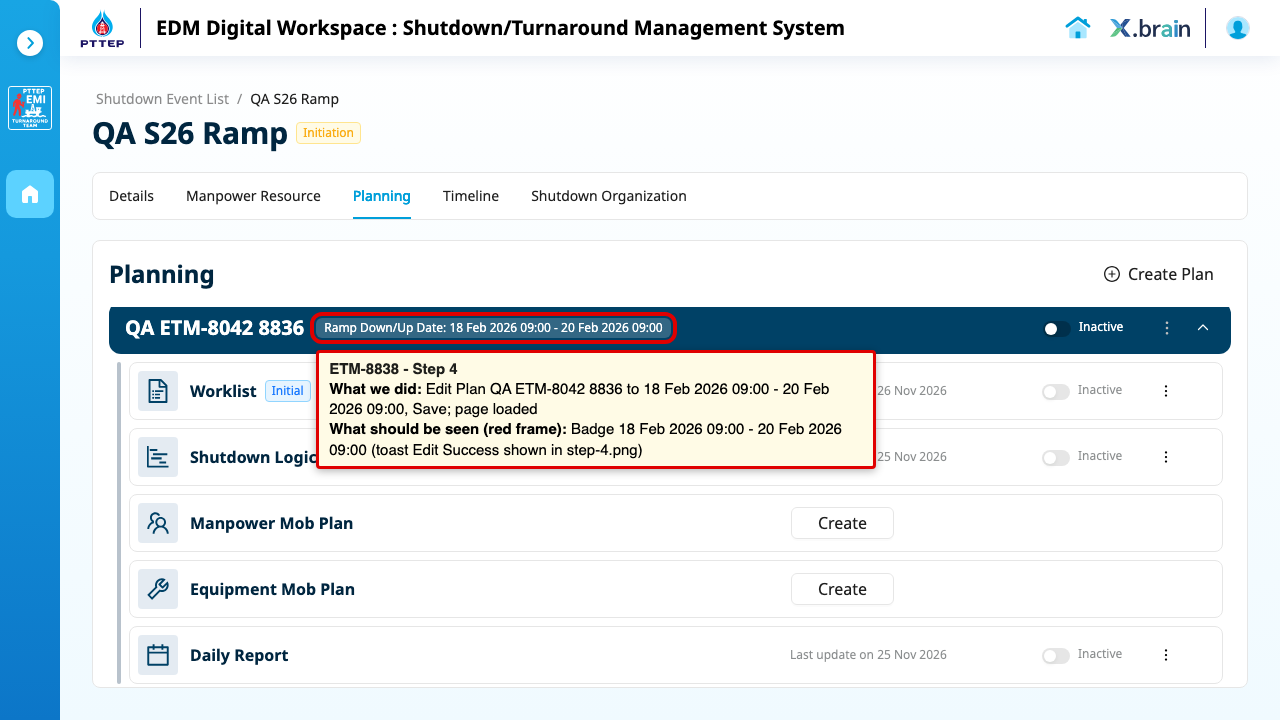 PTTEP
EDM Digital Workspace : Shutdown/Turnaround Management System
X.brain
PTTEP
EMI
TURNAROUND
TEAM
Shutdown Event List / QA S26 Ramp
QA S26 Ramp Initiation
Details Manpower Resource Planning Timeline Shutdown Organization
Planning
Create Plan
QA ETM-8042 8836 Ramp Down/Up Date: 18 Feb 2026 09:00 - 20 Feb 2026 09:00 Inactive
ETM-8838 - Step 4
What we did: Edit Plan QA ETM-8042 8836 to 18 Feb 2026 09:00 - 20 Feb
2026 09:00, Save; page loaded
What should be seen (red frame): Badge 18 Feb 2026 09:00 - 20 Feb 2026
09:00 (toast Edit Success shown in step-4.png)
Worklist Initial 26 Nov 2026 Inactive
Shutdown Logic 25 Nov 2026 Inactive
Manpower Mob Plan Create
Equipment Mob Plan Create
Daily Report Last update on 25 Nov 2026 Inactive